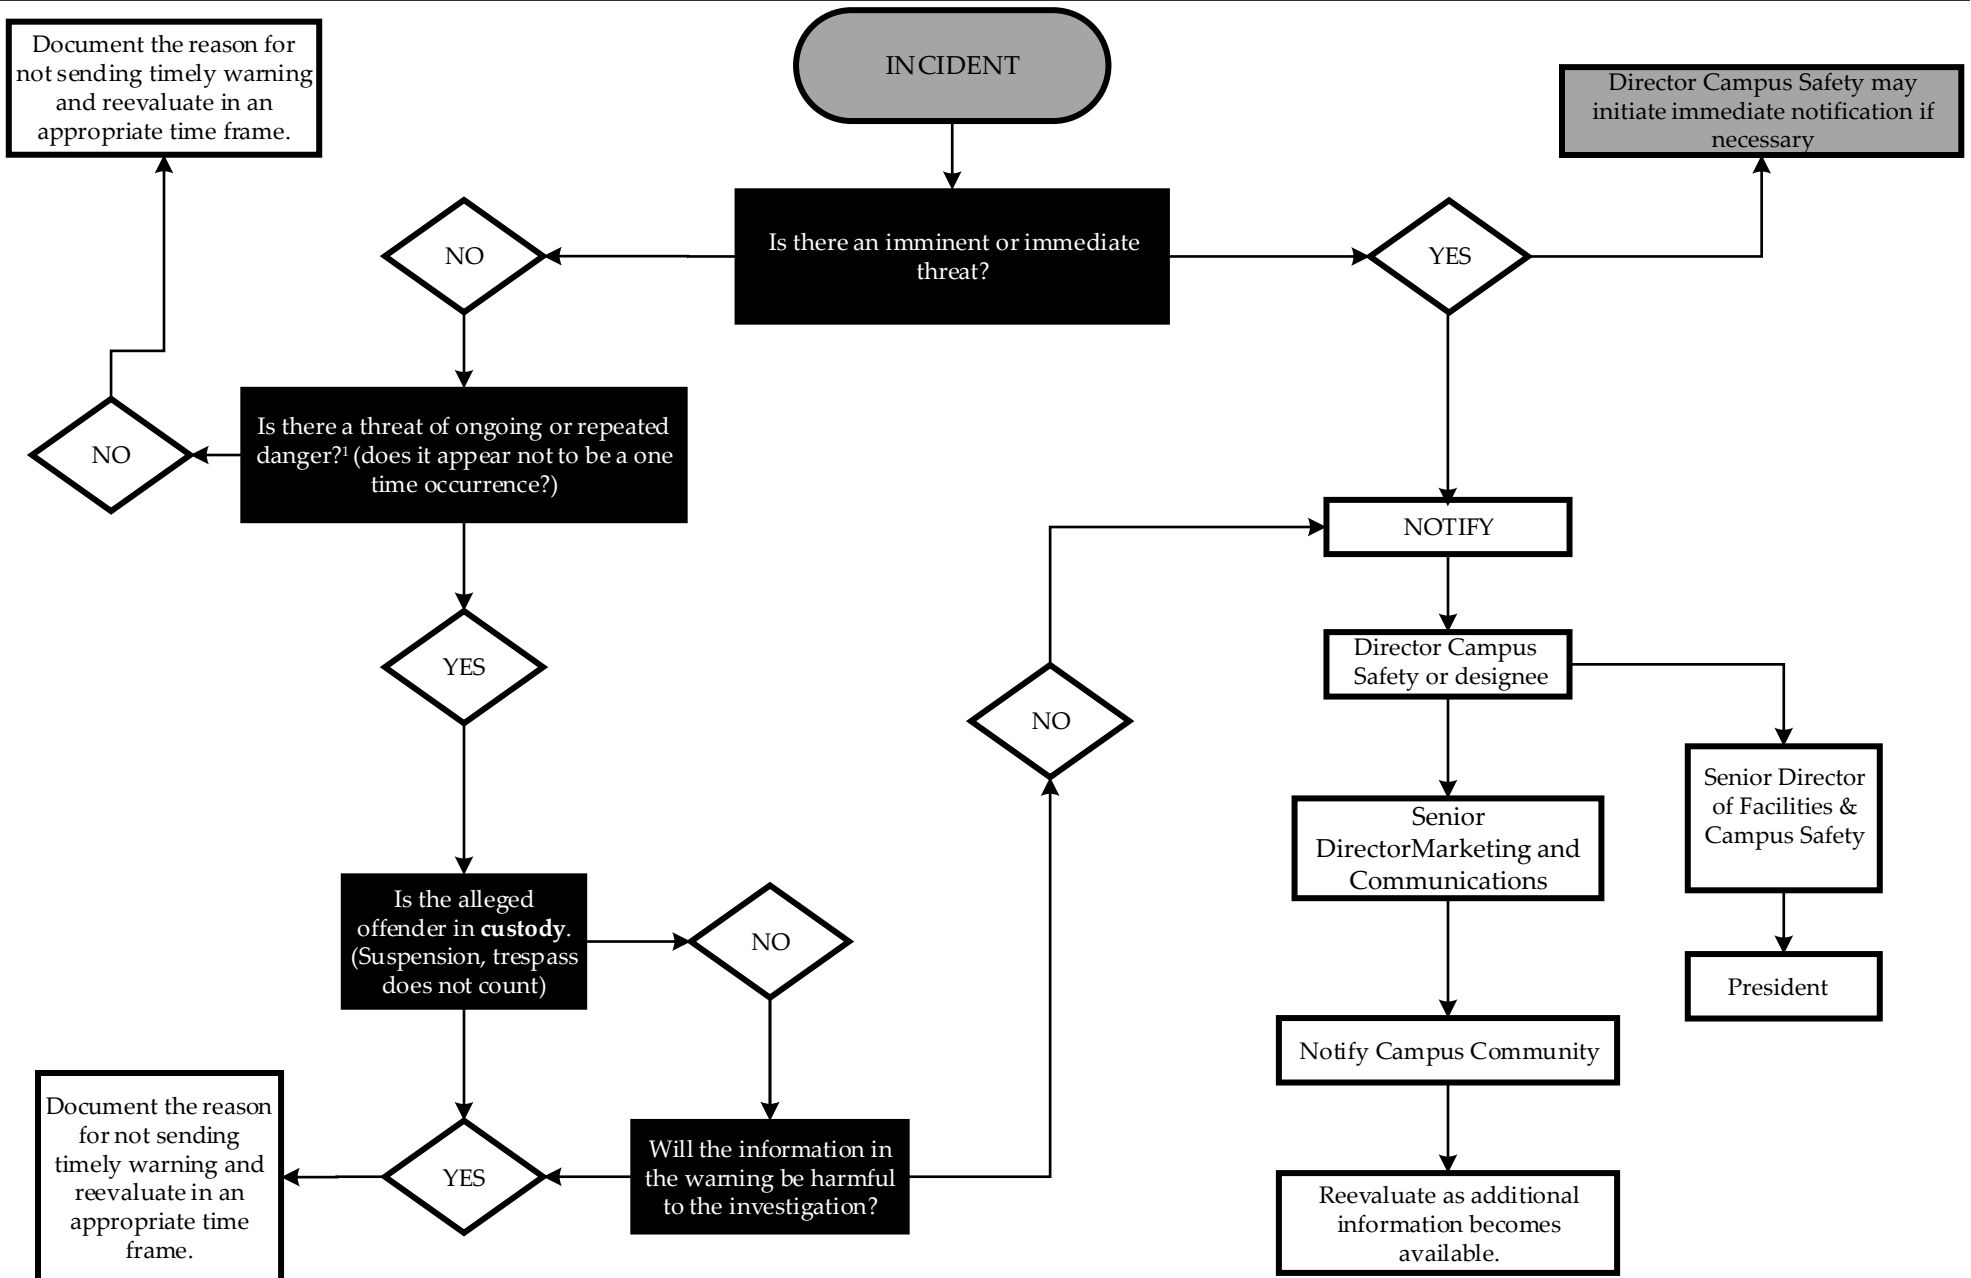 Document the reason for
not sending timely warning
and reevaluate in an
appropriate time frame.
INCIDENT
Director Campus Safety may
initiate immediate notification if
necessary
NO
Is there an imminent or immediate
threat?
YES
NO
Is there a threat of ongoing or repeated
danger?¹ (does it appear not to be a one
time occurrence?)
NOTIFY
YES
NO
Director Campus
Safety or designee
Senior Director
of Facilities &
Campus Safety
Senior
DirectorMarketing and
Communications
Is the alleged
offender in custody.
(Suspension, trespass
does not count)
NO
President
Notify Campus Community
Document the reason
for not sending
timely warning and
reevaluate in an
appropriate time
frame.
YES
Will the information in
the warning be harmful
to the investigation?
Reevaluate as additional
information becomes
available.